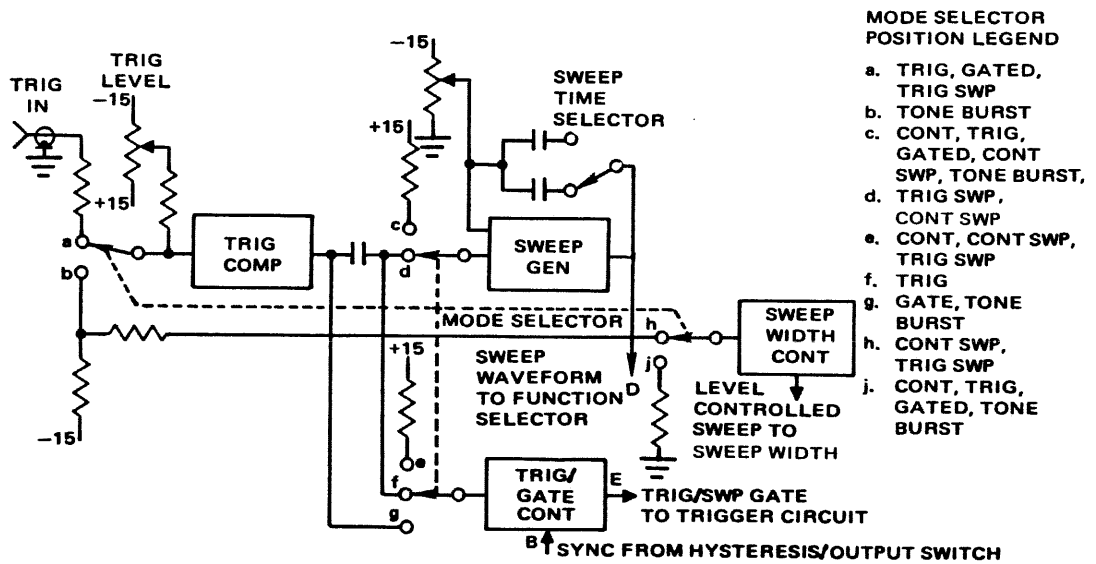 MODE SELECTOR
POSITION LEGEND
a. TRIG, GATED,
TRIG SWP
b. TONE BURST
c. CONT, TRIG,
GATED, CONT
SWP, TONE BURST,
d. TRIG SWP,
CONT SWP
e. CONT, CONT SWP,
TRIG SWP
f. TRIG
g. GATE, TONE
BURST
h. CONT SWP,
TRIG SWP
j. CONT, TRIG,
GATED, TONE
BURST
TRIG
IN
TRIG
LEVEL
-15
+15
-15
+15
SWEEP
TIME
SELECTOR
a
b
c
d
TRIG
COMP
SWEEP
GEN
MODE SELECTOR
h
j
SWEEP
WIDTH
CONT
-15
+15
SWEEP
WAVEFORM
TO FUNCTION
SELECTOR
D
LEVEL
CONTROLLED
SWEEP TO
SWEEP WIDTH
e
f
g
TRIG/
GATE
CONT
E
TRIG/SWP GATE
TO TRIGGER CIRCUIT
B
SYNC FROM HYSTERESIS/OUTPUT SWITCH